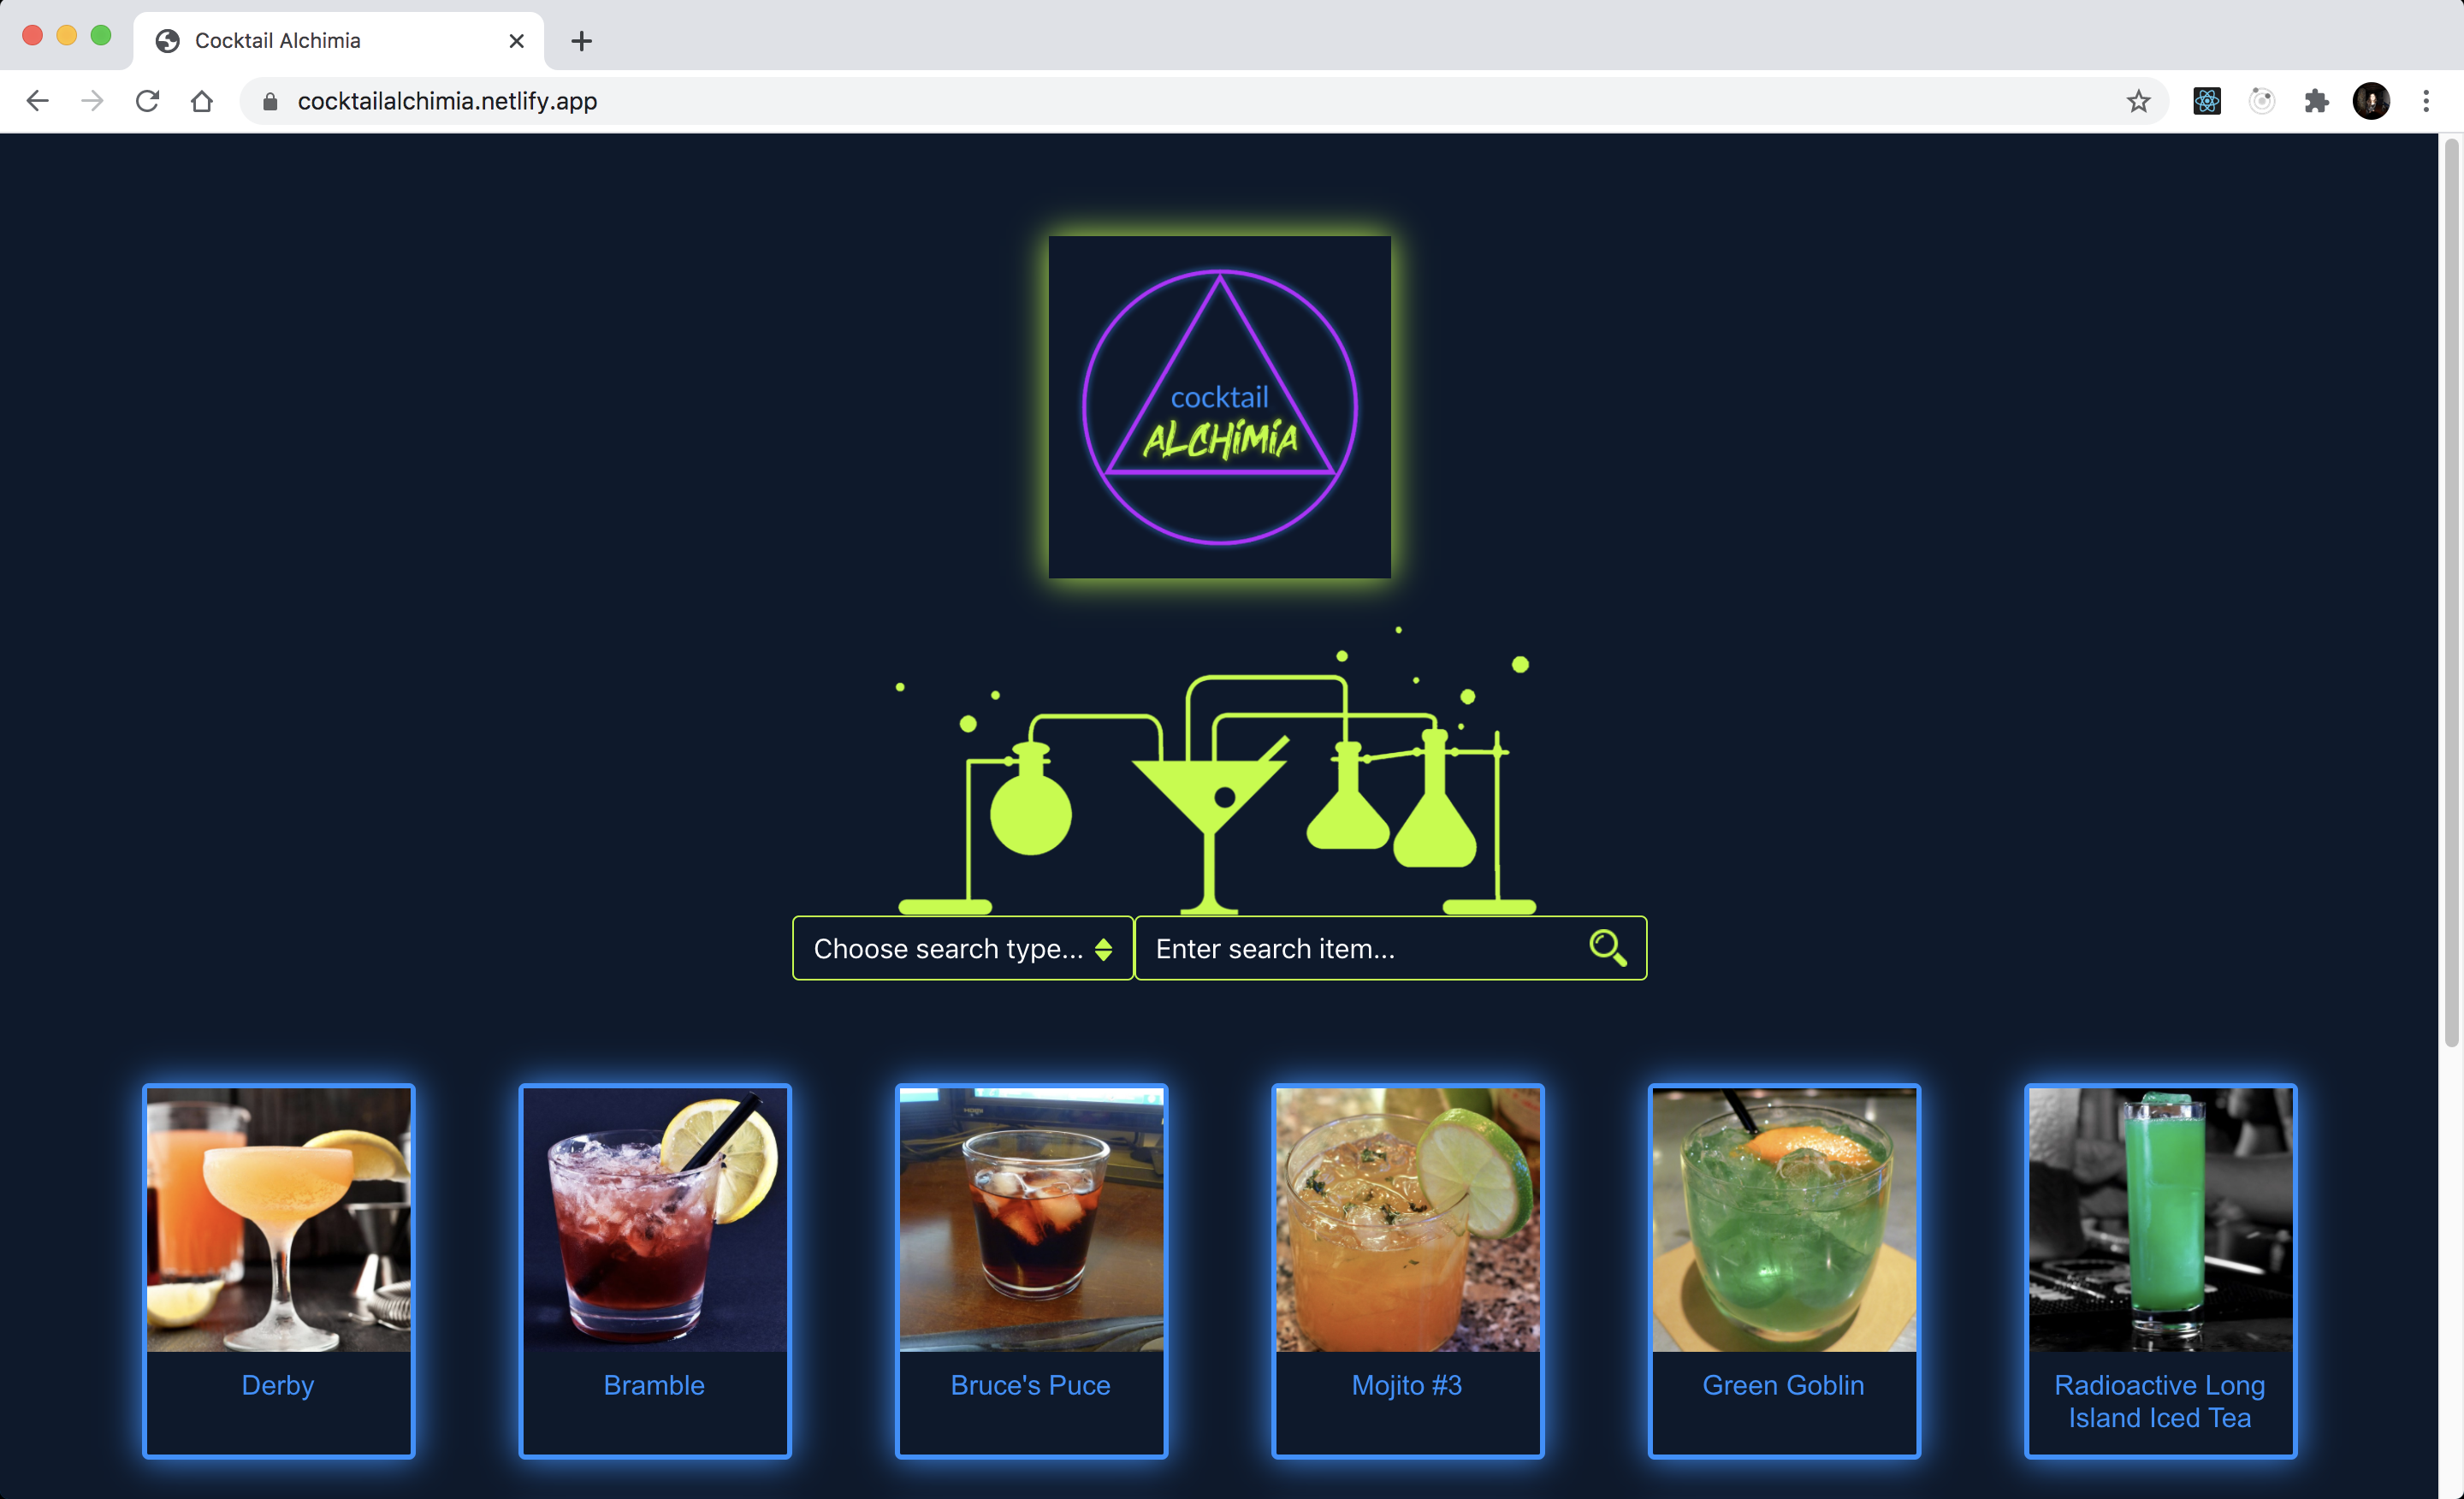 Cocktail Alchimia
cocktailalchimia.netlify.app
cocktail
ALCHiMiA
Choose search type...
Enter search item...
Derby
Bramble
Bruce's Puce
Mojito #3
Green Goblin
Radioactive Long
Island Iced Tea